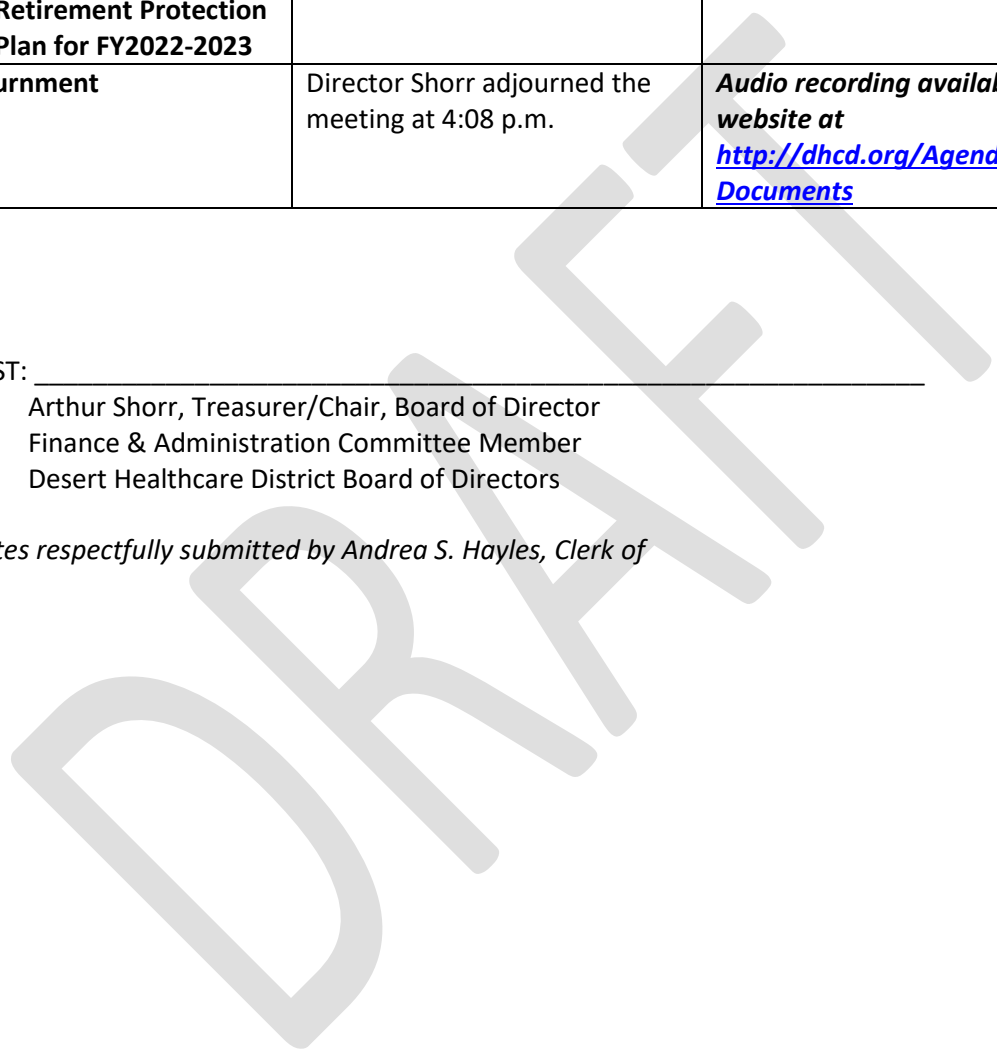 Retirement Protection
Plan for FY2022-2023
urnment
Director Shorr adjourned the
meeting at 4:08 p.m.
Audio recording availab
website at
http://dhcd.org/Agend
Documents
ST: ___________________________________________________________
Arthur Shorr, Treasurer/Chair, Board of Director
Finance & Administration Committee Member
Desert Healthcare District Board of Directors
tes respectfully submitted by Andrea S. Hayles, Clerk of
DRAFT